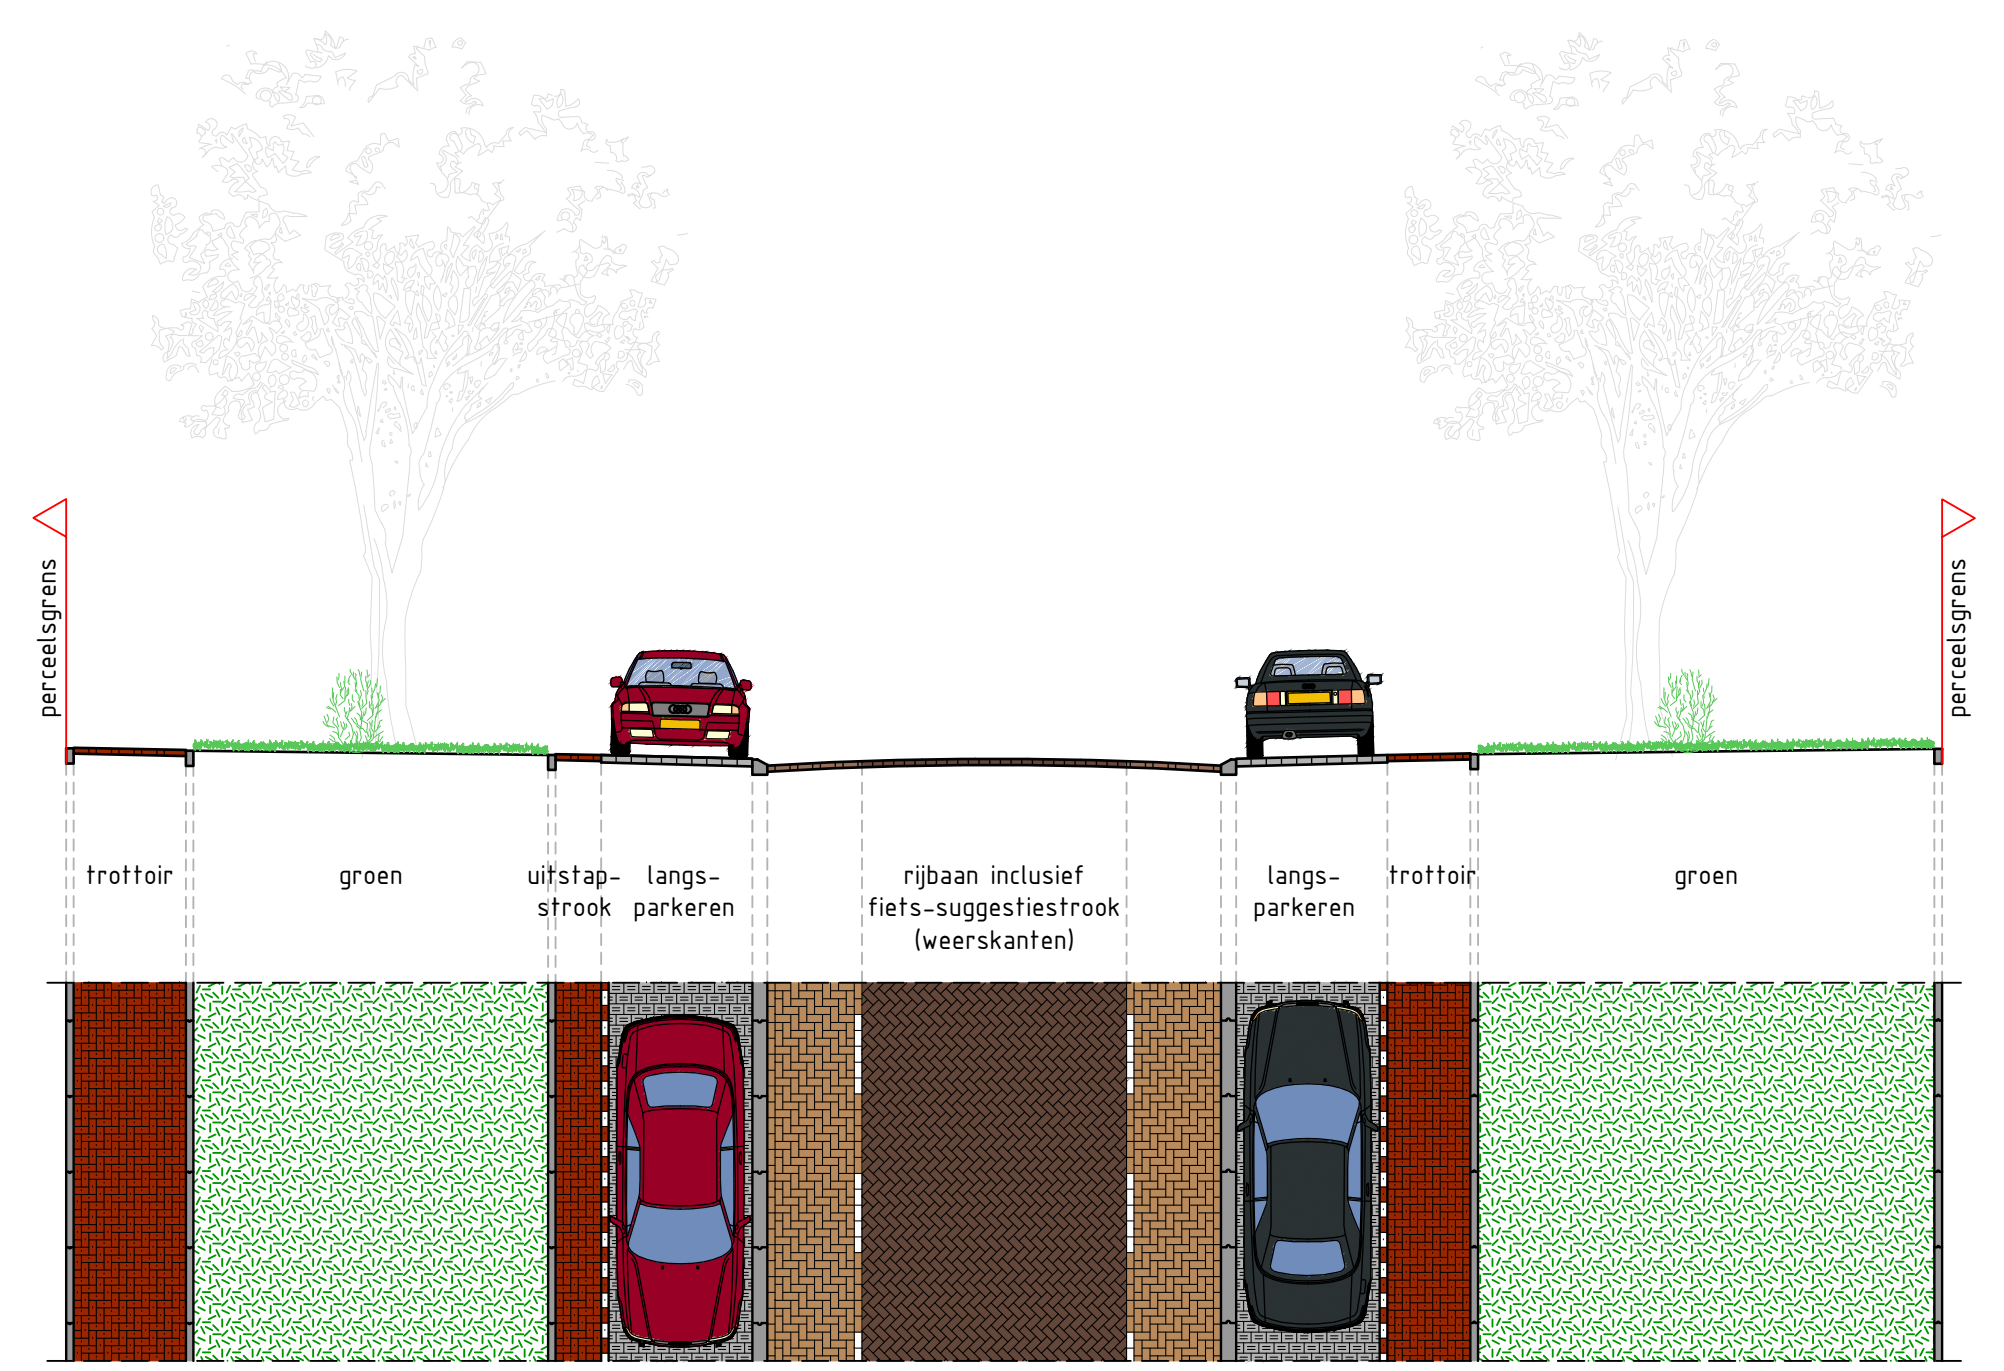 perceelsgrens
perceelsgrens
trottoir
groen
uitstap-
strook
langs-
parkeren
rijbaan inclusief
fiets-suggestiestrook
(weerskanten)
langs-
parkeren
trottoir
groen